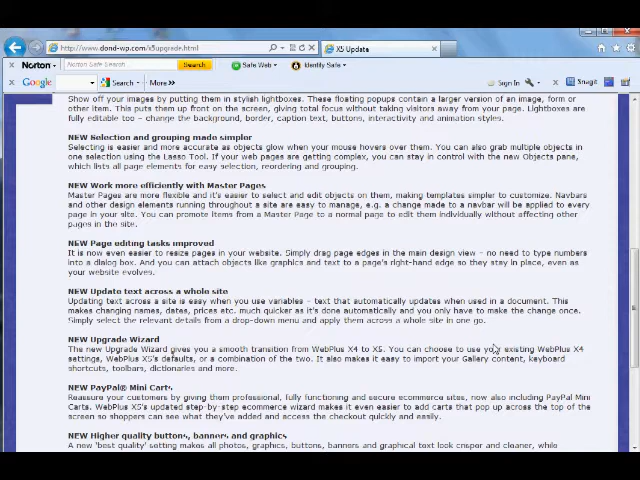 http://www.dond-wp.com/x5upgrade.html
X5 Update
Norton
Norton Safe Search
Search
Safe Web
Identify Safe
Google
Search
More »
Sign In
Snagit
Show off your images by putting them in stylish lightboxes. These floating popups contain a larger version of an image, form or
other item. This puts them up front on the screen, giving total focus without taking visitors away from your page. Lightboxes are
fully editable too – change the background, border, caption text, buttons, interactivity and animation styles.
NEW Selection and grouping made simpler
Selecting is easier and more accurate as objects glow when your mouse hovers over them. You can also grab multiple objects in
one selection using the Lasso Tool. If your web pages are getting complex, you can stay in control with the new Objects pane,
which lists all page elements for easy selection, reordering and grouping.
NEW Work more efficiently with Master Pages
Master Pages are more flexible and it's easier to select and edit objects on them, making templates simpler to customize. Navbars
and other design elements running throughout a site are easy to manage, e.g. a change made to a navbar will be applied to every
page in your site. You can promote items from a Master Page to a normal page to edit them individually without affecting other
pages in the site.
NEW Page editing tasks improved
It is now even easier to resize pages in your website. Simply drag page edges in the main design view – no need to type numbers
into a dialog box. And you can attach objects like graphics and text to a page's right-hand edge so they stay in place, even as
your website evolves.
NEW Update text across a whole site
Updating text across a site is easy when you use variables – text that automatically updates when used in a document. This
makes changing names, dates, prices etc. much quicker as it's done automatically and you only have to make the change once.
Simply select the relevant details from a drop-down menu and apply them across a whole site in one go.
NEW Upgrade Wizard
The new Upgrade Wizard gives you a smooth transition from WebPlus X4 to X5. You can choose to use your existing WebPlus X4
settings, WebPlus X5's defaults, or a combination of the two. It also makes it easy to import your Gallery content, keyboard
shortcuts, toolbars, dictionaries and more.
NEW PayPal® Mini Carts
Reassure your customers by giving them professional, fully functioning and secure ecommerce sites, now also including PayPal Mini
Carts. WebPlus X5's updated step-by-step ecommerce wizard makes it even easier to add carts that pop up across the top of the
screen so shoppers can see what they've added and access the checkout quickly and easily.
NEW Higher quality buttons, banners and graphics
A new 'best quality' setting makes all photos, graphics, buttons, banners and graphical text look crisper and cleaner, while